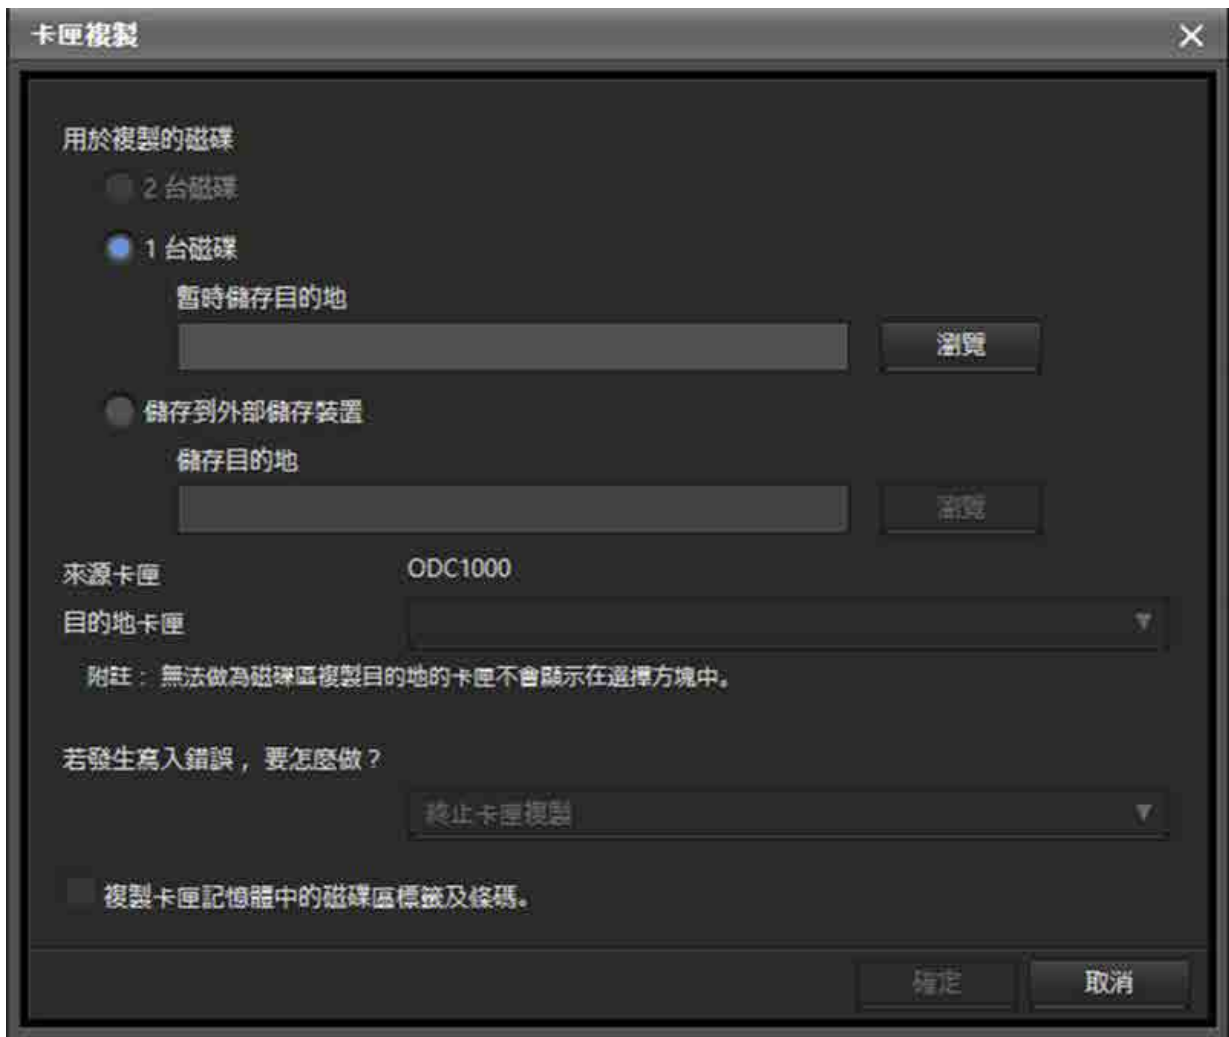 卡匣複製
用於複製的磁碟
2 台磁碟
1 台磁碟
暫時儲存目的地
瀏覽
儲存到外部儲存裝置
儲存目的地
瀏覽
來源卡匣 ODC1000
目的地卡匣
附註： 無法做為磁碟區複製目的地的卡匣不會顯示在選擇方塊中。
若發生寫入錯誤，要怎麼做？
終止卡匣複製
複製卡匣記憶體中的磁碟區標籤及條碼。
確定 取消